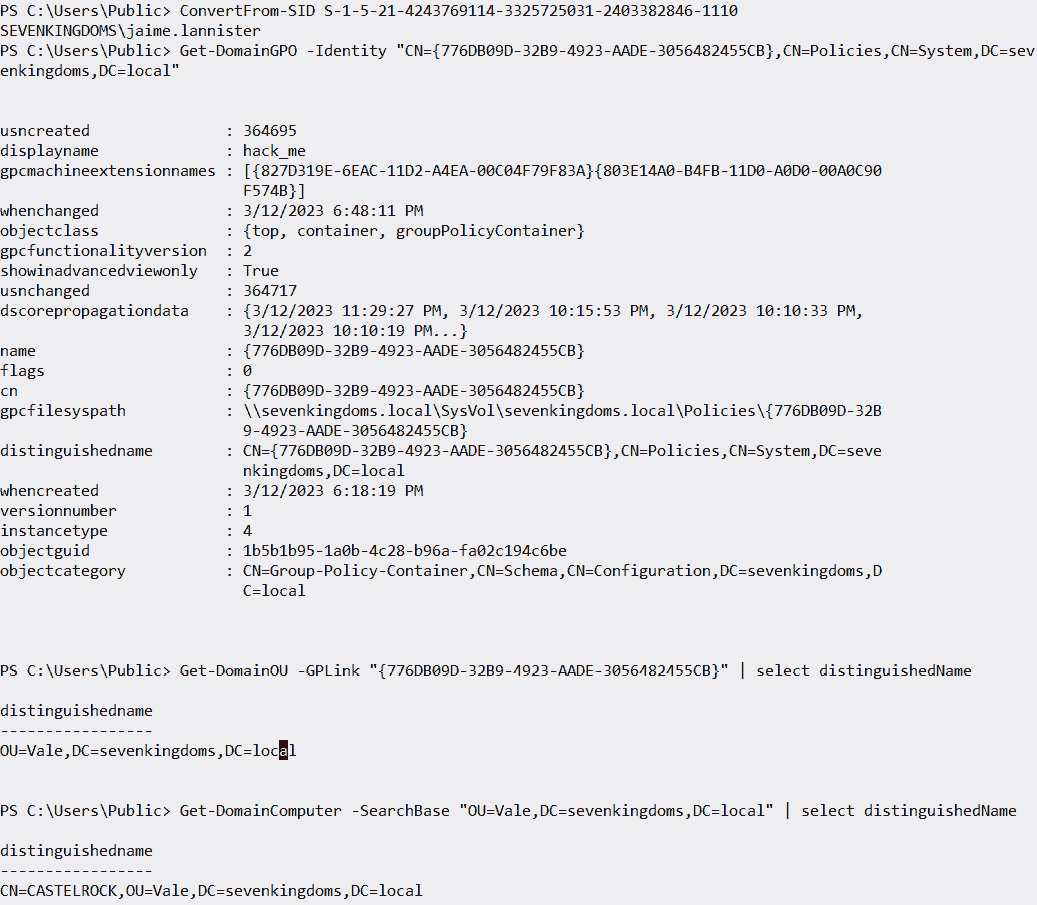 PS C:\Users\Public> ConvertFrom-SID S-1-5-21-4243769114-3325725031-2403382846-1110
SEVENKINGDOMS\jaime.lannister
PS C:\Users\Public> Get-DomainGPO -Identity "CN={776DB09D-32B9-4923-AADE-3056482455CB},CN=Policies,CN=System,DC=sev
enkingdoms,DC=local"
usncreated : 364695
displayname : hack_me
gpcmachineextensionnames : [{827D319E-6EAC-11D2-A4EA-00C04F79F83A}{803E14A0-B4FB-11D0-A0D0-00A0C90
F574B}]
whenchanged : 3/12/2023 6:48:11 PM
objectclass : {top, container, groupPolicyContainer}
gpcfunctionalityversion : 2
showinadvancedviewonly : True
usnchanged : 364717
dscorepropagationdata : {3/12/2023 11:29:27 PM, 3/12/2023 10:15:53 PM, 3/12/2023 10:10:33 PM,
3/12/2023 10:10:19 PM...}
name : {776DB09D-32B9-4923-AADE-3056482455CB}
flags : 0
cn : {776DB09D-32B9-4923-AADE-3056482455CB}
gpcfilesyspath : \\sevenkingdoms.local\SysVol\sevenkingdoms.local\Policies\{776DB09D-32B
9-4923-AADE-3056482455CB}
distinguishedname : CN={776DB09D-32B9-4923-AADE-3056482455CB},CN=Policies,CN=System,DC=seve
nkingdoms,DC=local
whencreated : 3/12/2023 6:18:19 PM
versionnumber : 1
instancetype : 4
objectguid : 1b5b1b95-1a0b-4c28-b96a-fa02c194c6be
objectcategory : CN=Group-Policy-Container,CN=Schema,CN=Configuration,DC=sevenkingdoms,D
C=local
PS C:\Users\Public> Get-DomainOU -GPLink "{776DB09D-32B9-4923-AADE-3056482455CB}" | select distinguishedName
distinguishedname
-----------------
OU=Vale,DC=sevenkingdoms,DC=local
PS C:\Users\Public> Get-DomainComputer -SearchBase "OU=Vale,DC=sevenkingdoms,DC=local" | select distinguishedName
distinguishedname
-----------------
CN=CASTELROCK,OU=Vale,DC=sevenkingdoms,DC=local